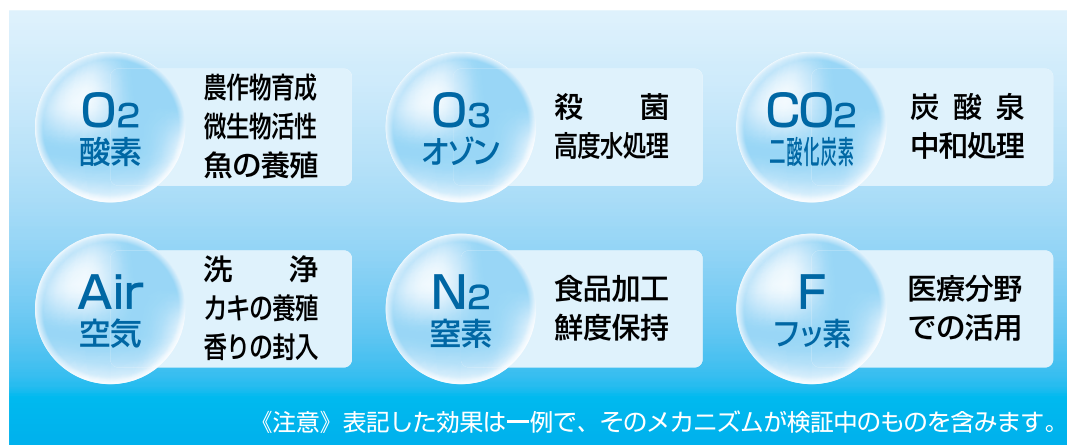 O2
酸素
農作物育成
微生物活性
魚の養殖
O3
オゾン
殺菌
高度水処理
CO2
二酸化炭素
炭酸泉
中和処理
Air
空気
洗浄
カキの養殖
香りの封入
N2
窒素
食品加工
鮮度保持
F
フッ素
医療分野
での活用
《注意》表記した効果は一例で、そのメカニズムが検証中のものを含みます。